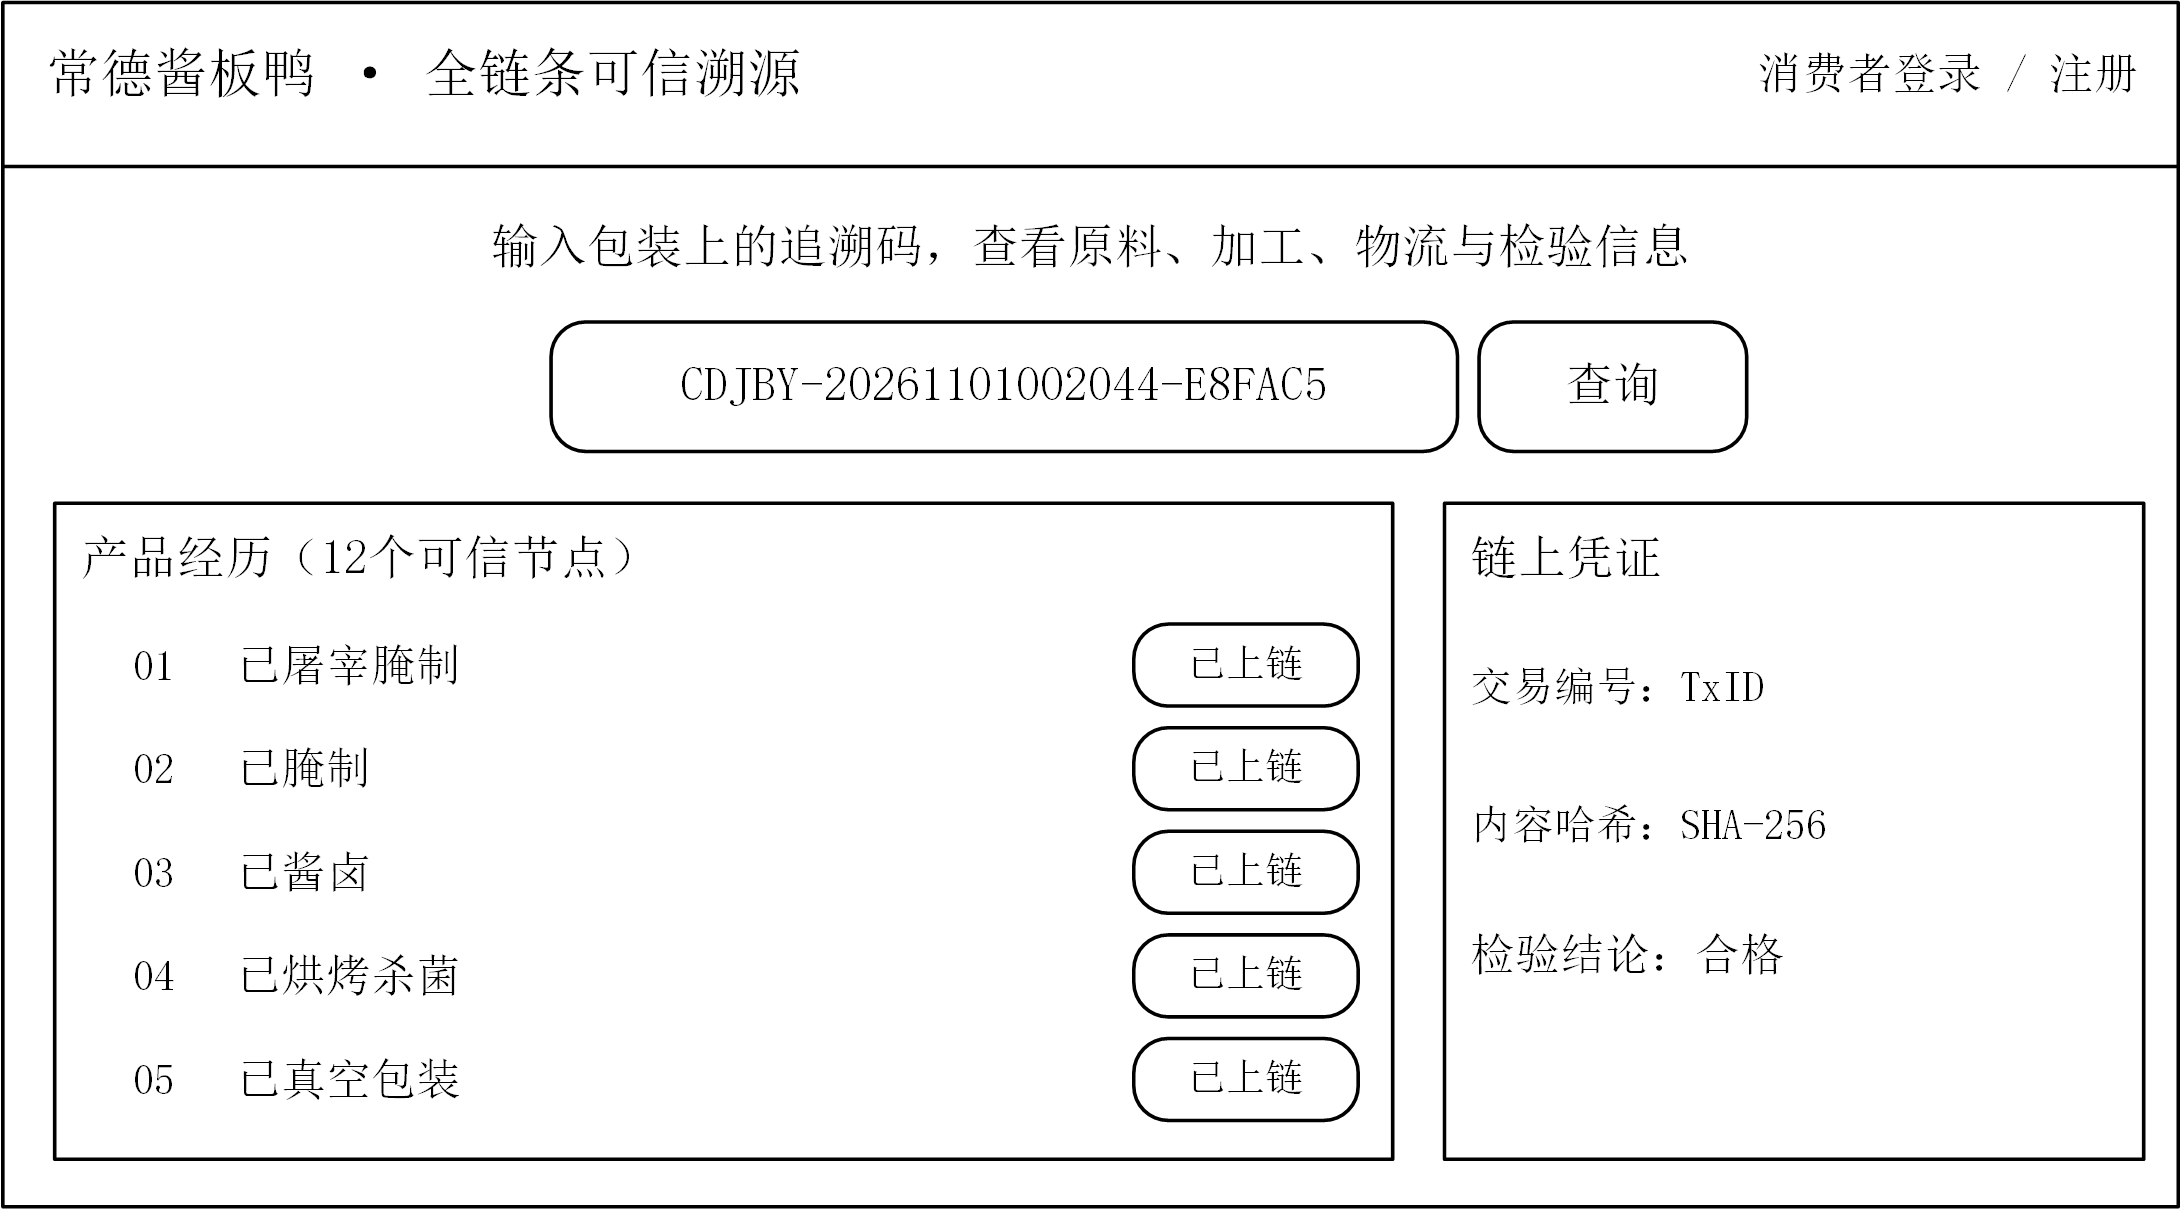 常德酱板鸭 · 全链条可信溯源
消费者登录 / 注册
输入包装上的追溯码，查看原料、加工、物流与检验信息
CDJBY-20261101002044-E8FAC5
查询
产品经历（12个可信节点）
01 已屠宰腌制 已上链
02 已腌制 已上链
03 已酱卤 已上链
04 已烘烤杀菌 已上链
05 已真空包装 已上链
链上凭证
交易编号：TxID
内容哈希：SHA-256
检验结论：合格